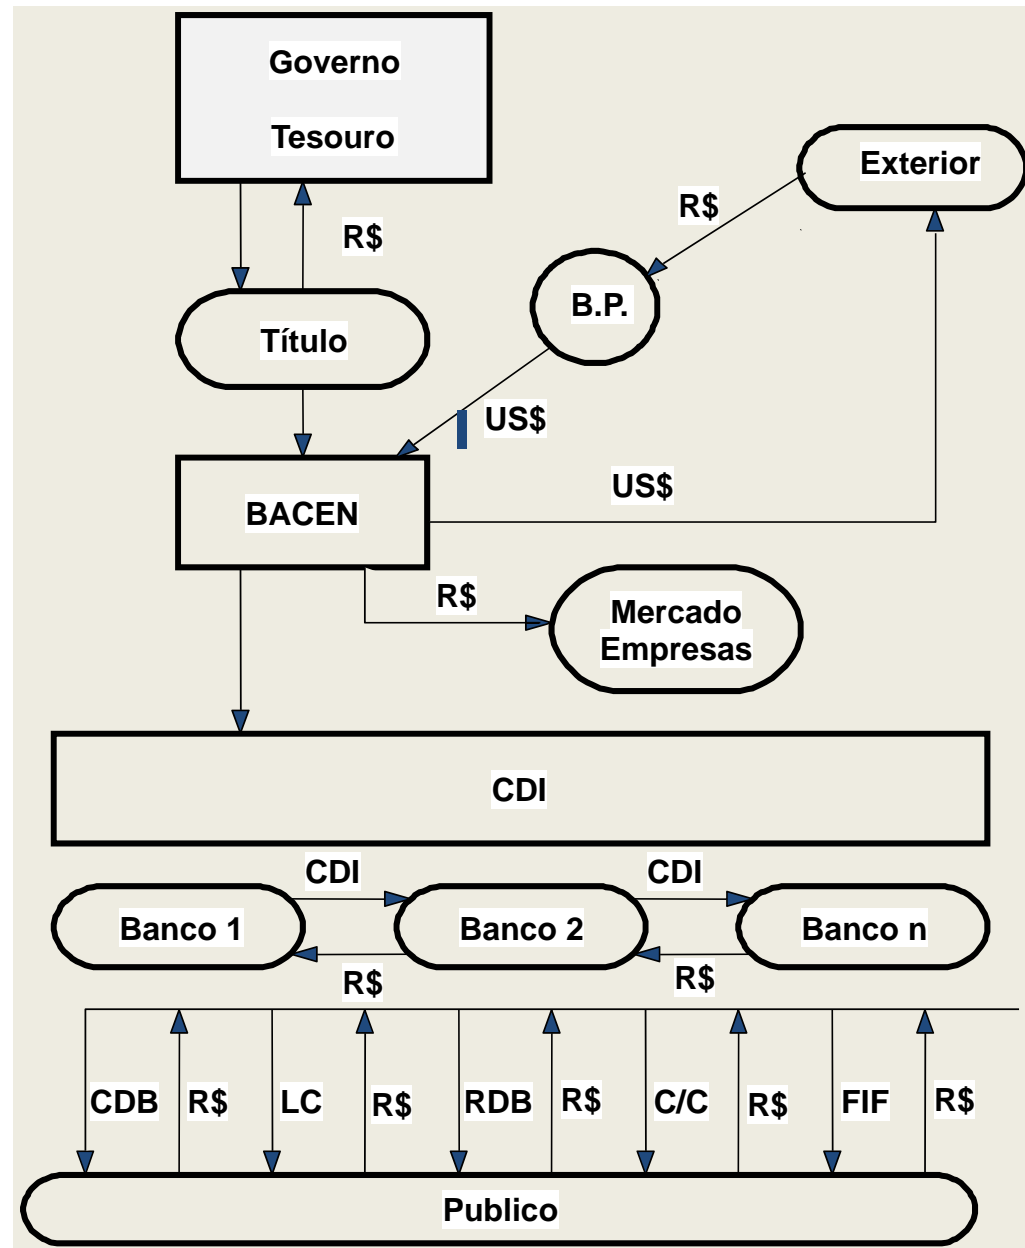 Governo
Tesouro
Exterior
R$
R$
B.P.
Título
US$
US$
BACEN
R$
Mercado
Empresas
CDI
CDI
CDI
Banco 1
Banco 2
Banco n
R$
R$
CDB
R$
LC
R$
RDB
R$
C/C
R$
FIF
R$
Publico